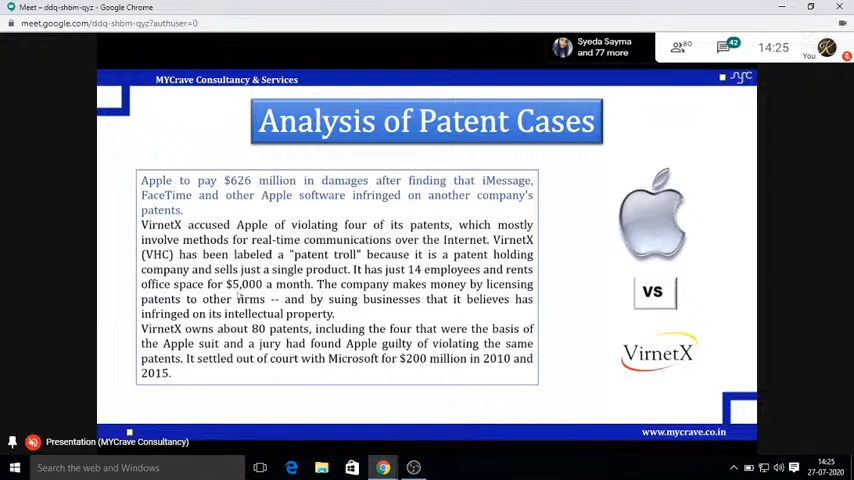 Meet – ddq-shbm-qyz - Google Chrome
meet.google.com/ddq-shbm-qyz?authuser=0
Syeda Sayma
and 77 more
80
42
14:25
You
MYCrave Consultancy & Services
Analysis of Patent Cases
Apple to pay $626 million in damages after finding that iMessage,
FaceTime and other Apple software infringed on another company's
patents.
VirnetX accused Apple of violating four of its patents, which mostly
involve methods for real-time communications over the Internet. VirnetX
(VHC) has been labeled a "patent troll" because it is a patent holding
company and sells just a single product. It has just 14 employees and rents
office space for $5,000 a month. The company makes money by licensing
patents to other firms -- and by suing businesses that it believes has
infringed on its intellectual property.
VirnetX owns about 80 patents, including the four that were the basis of
the Apple suit and a jury had found Apple guilty of violating the same
patents. It settled out of court with Microsoft for $200 million in 2010 and
2015.
VS
VirnetX
www.mycrave.co.in
Presentation (MYCrave Consultancy)
Search the web and Windows
14:25
27-07-2020